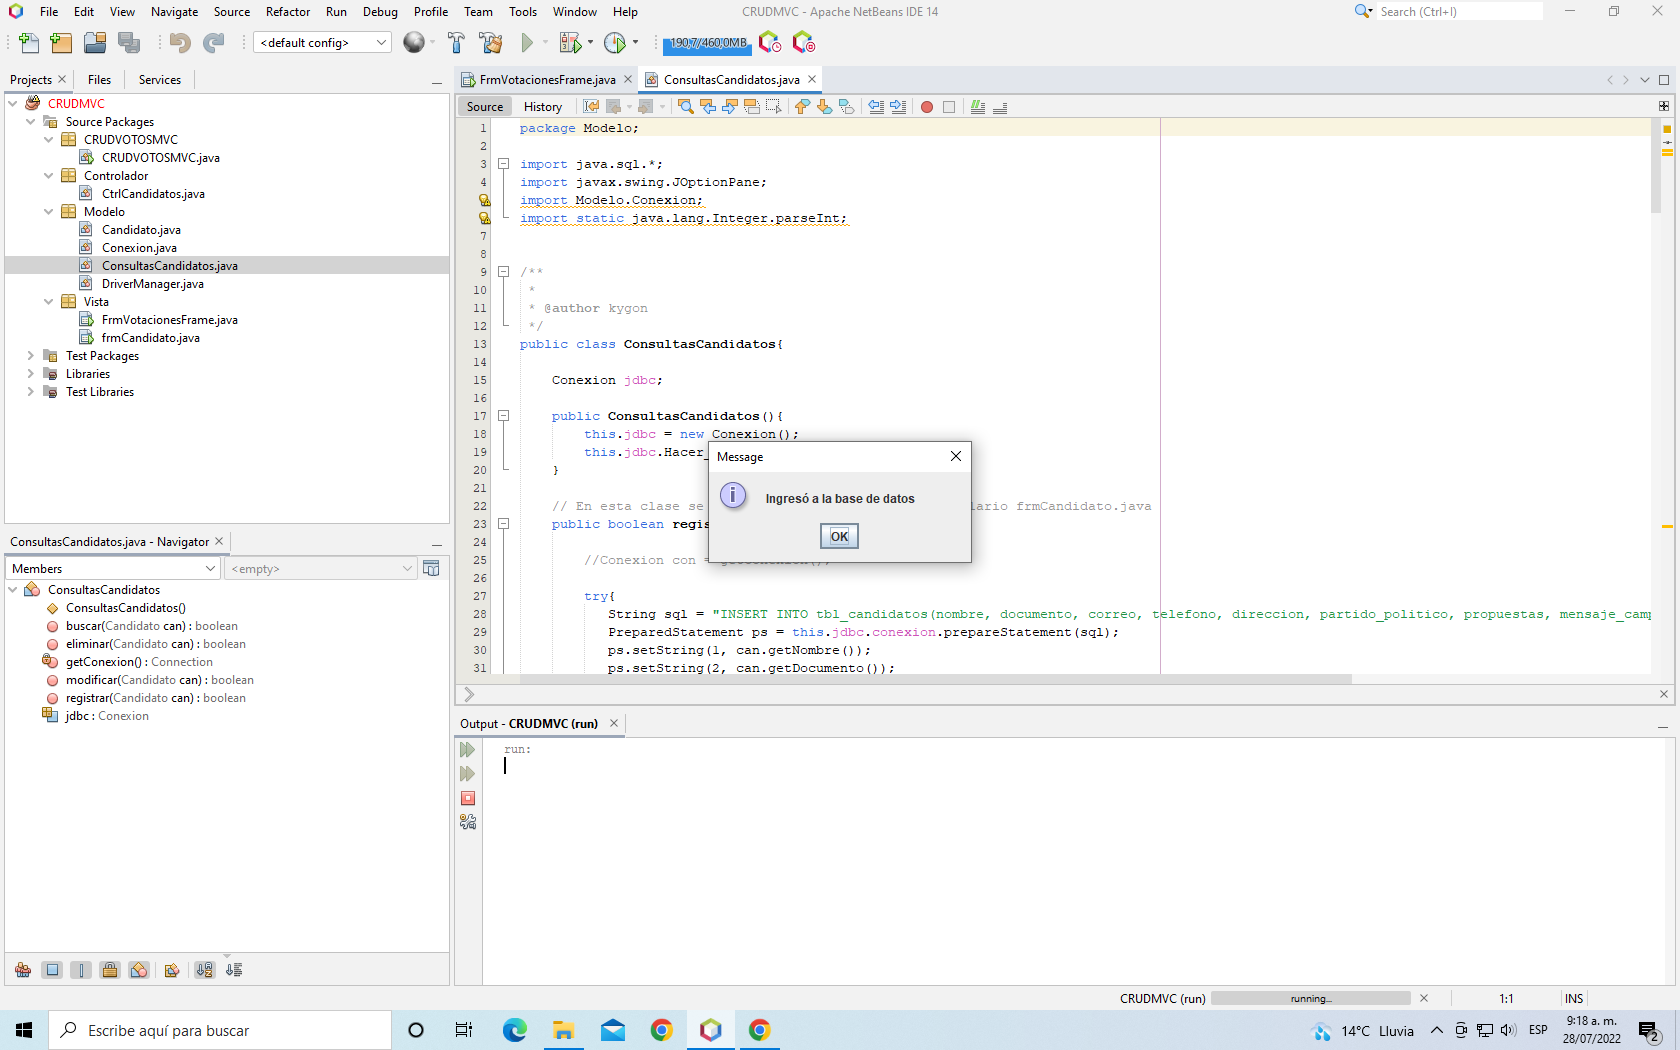 File Edit View Navigate Source Refactor Run Debug Profile Team Tools Window Help
CRUDMVC - Apache NetBeans IDE 14
Search (Ctrl+I)
<default config>
190,7/460,0MB
Projects Files Services
CRUDMVC
Source Packages
CRUDVOTOSMVC
CRUDVOTOSMVC.java
Controlador
CtrlCandidatos.java
Modelo
Candidato.java
Conexion.java
ConsultasCandidatos.java
DriverManager.java
Vista
FrmVotacionesFrame.java
frmCandidato.java
Test Packages
Libraries
Test Libraries
ConsultasCandidatos.java - Navigator
Members
<empty>
ConsultasCandidatos
ConsultasCandidatos()
buscar(Candidato can) : boolean
eliminar(Candidato can) : boolean
getConexion() : Connection
modificar(Candidato can) : boolean
registrar(Candidato can) : boolean
jdbc : Conexion
FrmVotacionesFrame.java ConsultasCandidatos.java
Source History
1 package Modelo;
2
3 import java.sql.*;
4 import javax.swing.JOptionPane;
import Modelo.Conexion;
import static java.lang.Integer.parseInt;
7
8
9 /**
10 *
11 * @author kygon
12 */
13 public class ConsultasCandidatos{
14
15 Conexion jdbc;
16
17 public ConsultasCandidatos(){
18 this.jdbc = new Conexion();
19 this.jdbc.Hacer_
20 }
21
22 // En esta clase se lario frmCandidato.java
23 public boolean regis
24
25 //Conexion con =
26
27 try{
28 String sql = "INSERT INTO tbl_candidatos(nombre, documento, correo, telefono, direccion, partido_politico, propuestas, mensaje_camp
29 PreparedStatement ps = this.jdbc.conexion.prepareStatement(sql);
30 ps.setString(1, can.getNombre());
31 ps.setString(2, can.getDocumento());
Message
Ingresó a la base de datos
OK
Output - CRUDMVC (run)
run:
CRUDMVC (run)
running...
1:1
INS
Escribe aquí para buscar
14°C Lluvia
ESP
9:18 a. m.
28/07/2022
2